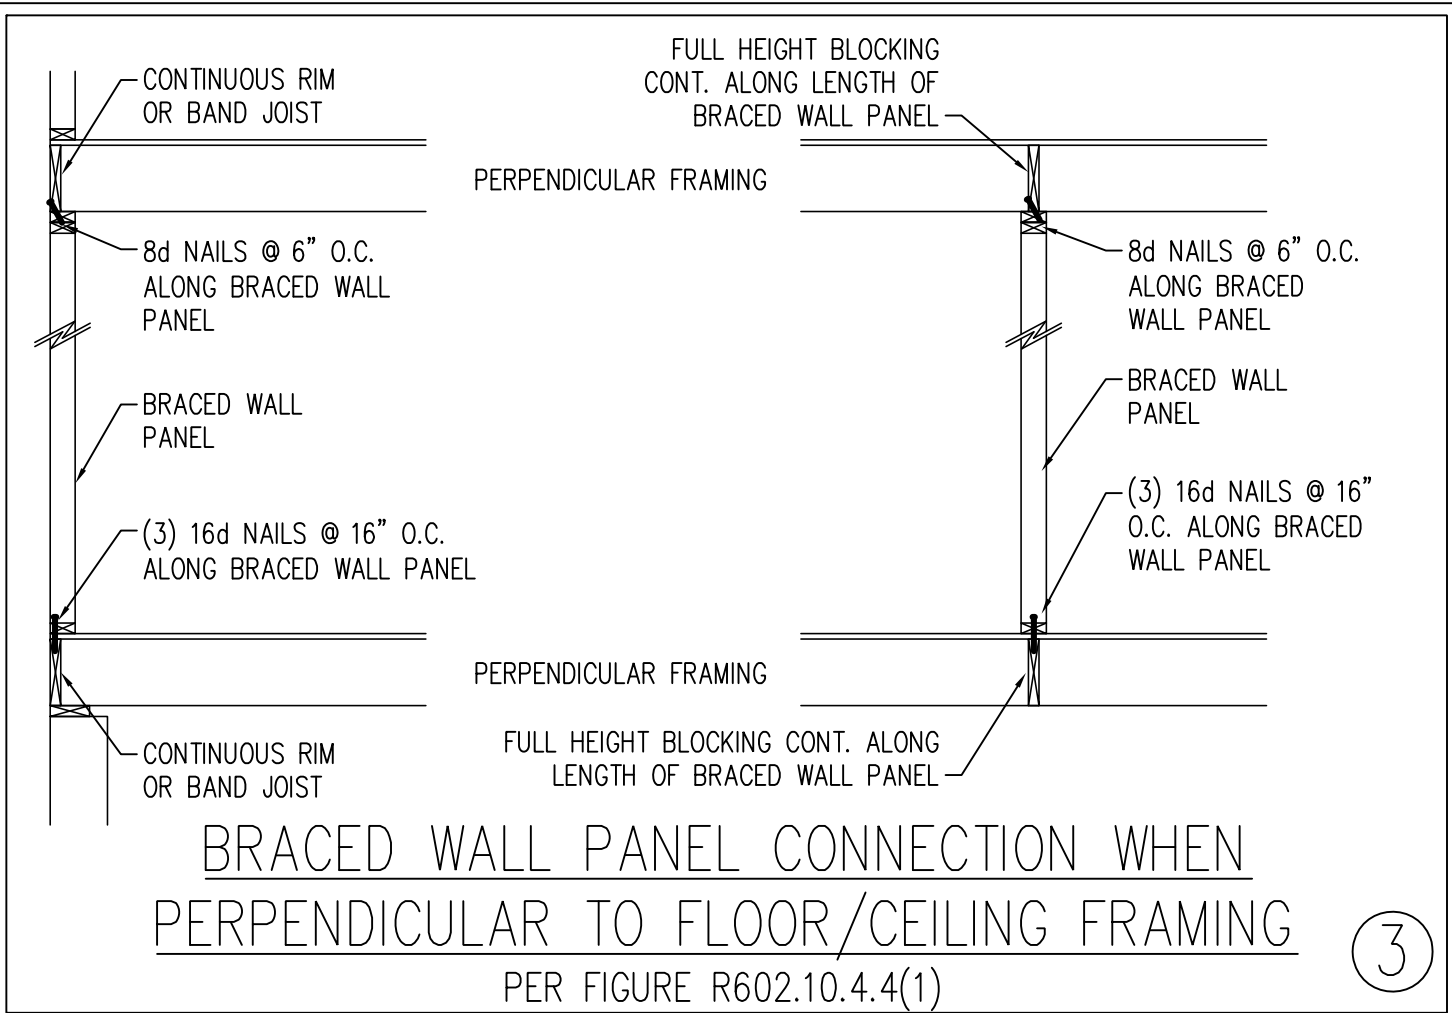 CONTINUOUS RIM
OR BAND JOIST
8d NAILS @ 6" O.C.
ALONG BRACED WALL
PANEL
BRACED WALL
PANEL
(3) 16d NAILS @ 16" O.C.
ALONG BRACED WALL PANEL
CONTINUOUS RIM
OR BAND JOIST
PERPENDICULAR FRAMING
PERPENDICULAR FRAMING
FULL HEIGHT BLOCKING
CONT. ALONG LENGTH OF
BRACED WALL PANEL
8d NAILS @ 6" O.C.
ALONG BRACED
WALL PANEL
BRACED WALL
PANEL
(3) 16d NAILS @ 16"
O.C. ALONG BRACED
WALL PANEL
FULL HEIGHT BLOCKING CONT. ALONG
LENGTH OF BRACED WALL PANEL
BRACED WALL PANEL CONNECTION WHEN
PERPENDICULAR TO FLOOR/CEILING FRAMING
PER FIGURE R602.10.4.4(1)
3